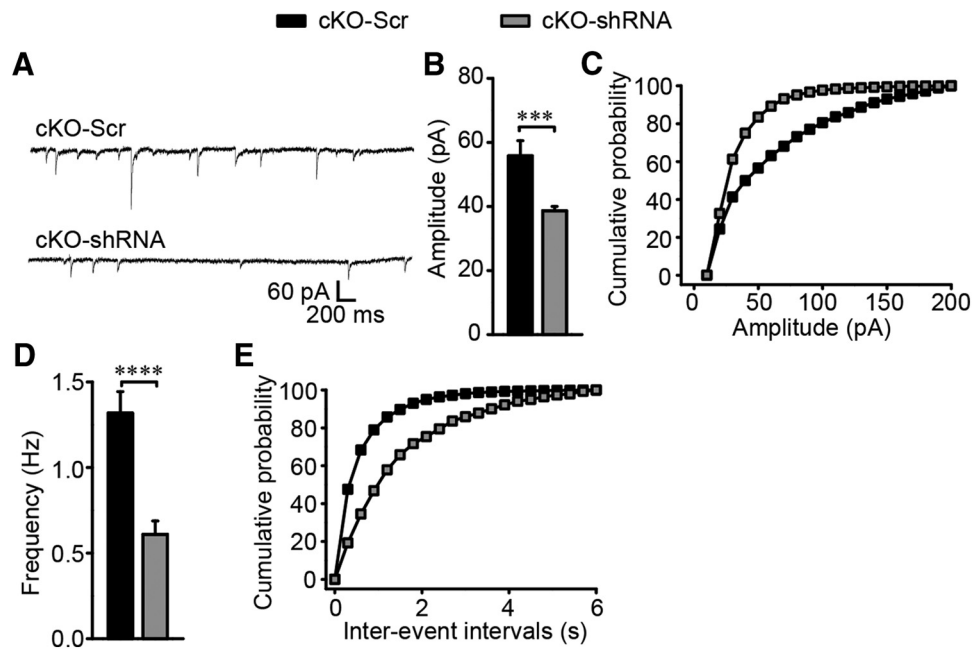 cKO-Scr cKO-shRNA
A
cKO-Scr
cKO-shRNA
60 pA
200 ms
B
Amplitude (pA)
80
60
40
20
0
***
C
Cumulative probability
100
80
60
40
20
0
0 50 100 150 200
Amplitude (pA)
D
Frequency (Hz)
1.5
1.0
0.5
0.0
****
E
Cumulative probability
100
80
60
40
20
0
0 2 4 6
Inter-event intervals (s)